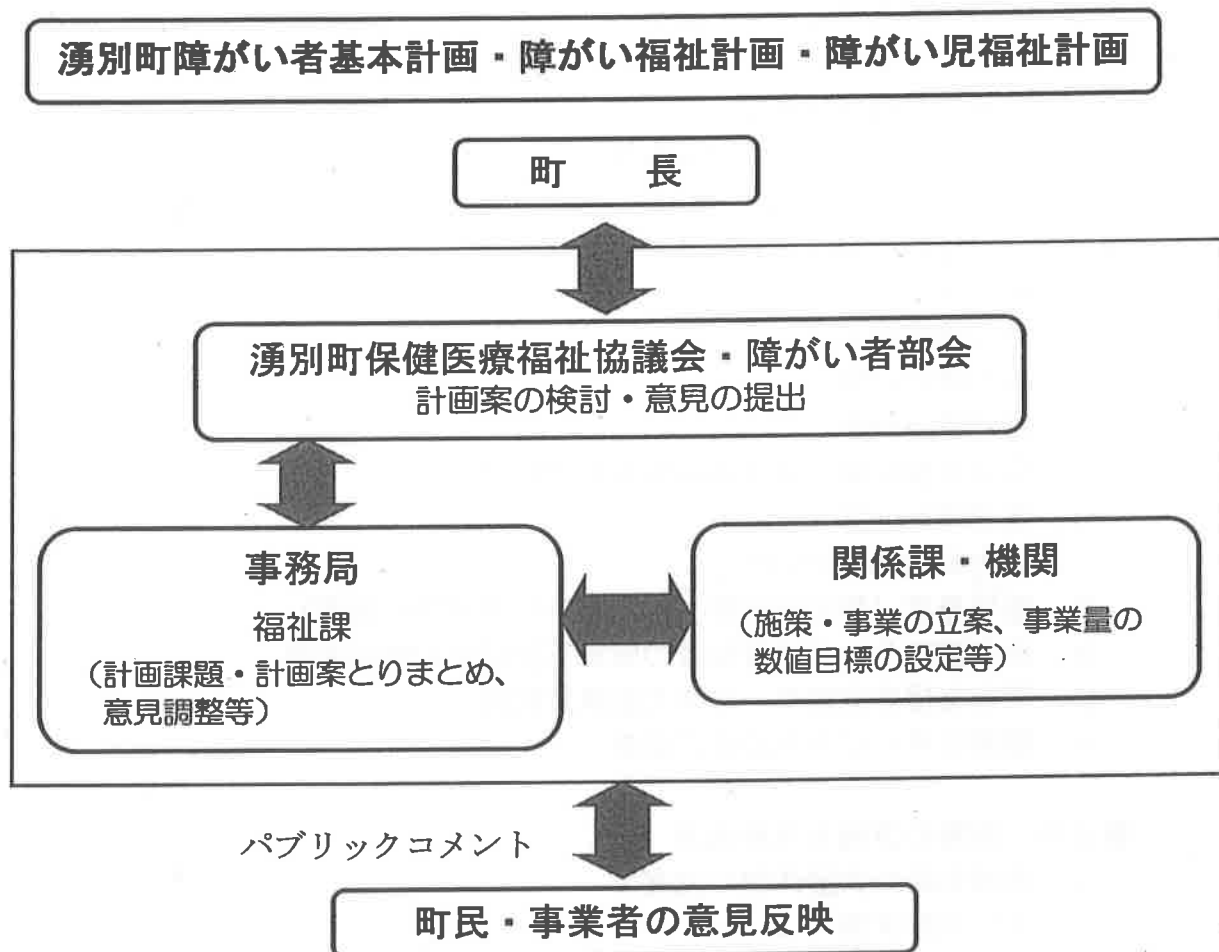 湧別町障がい者基本計画・障がい福祉計画・障がい児福祉計画
町　　長
湧別町保健医療福祉協議会・障がい者部会
計画案の検討・意見の提出
事務局
福祉課
（計画課題・計画案とりまとめ、
意見調整等）
関係課・機関
（施策・事業の立案、事業量の
数値目標の設定等）
パブリックコメント
町民・事業者の意見反映